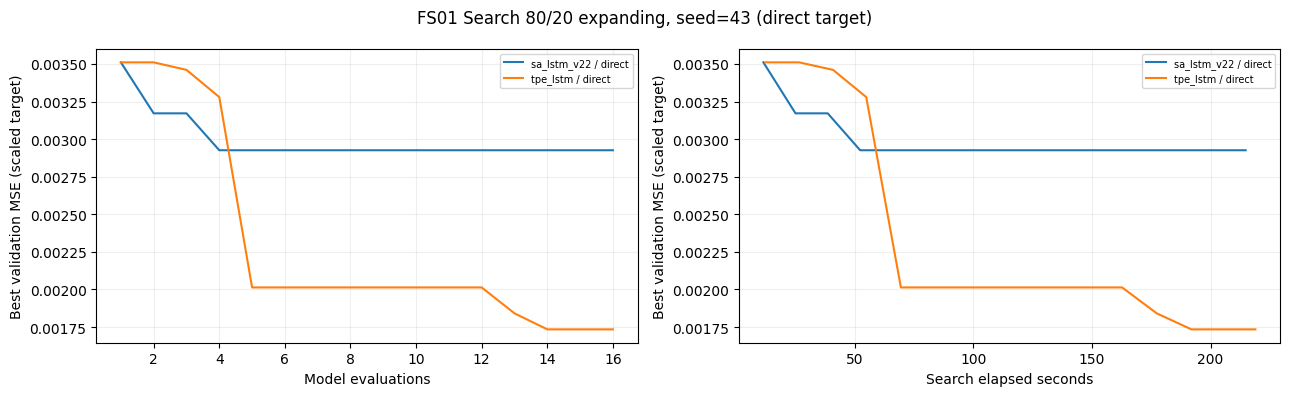 FS01 Search 80/20 expanding, seed=43 (direct target)
Best validation MSE (scaled target)
0.00350
0.00325
0.00300
0.00275
0.00250
0.00225
0.00200
0.00175
sa_lstm_v22 / direct
tpe_lstm / direct
2 4 6 8 10 12 14 16
Model evaluations
Best validation MSE (scaled target)
0.00350
0.00325
0.00300
0.00275
0.00250
0.00225
0.00200
0.00175
sa_lstm_v22 / direct
tpe_lstm / direct
50 100 150 200
Search elapsed seconds